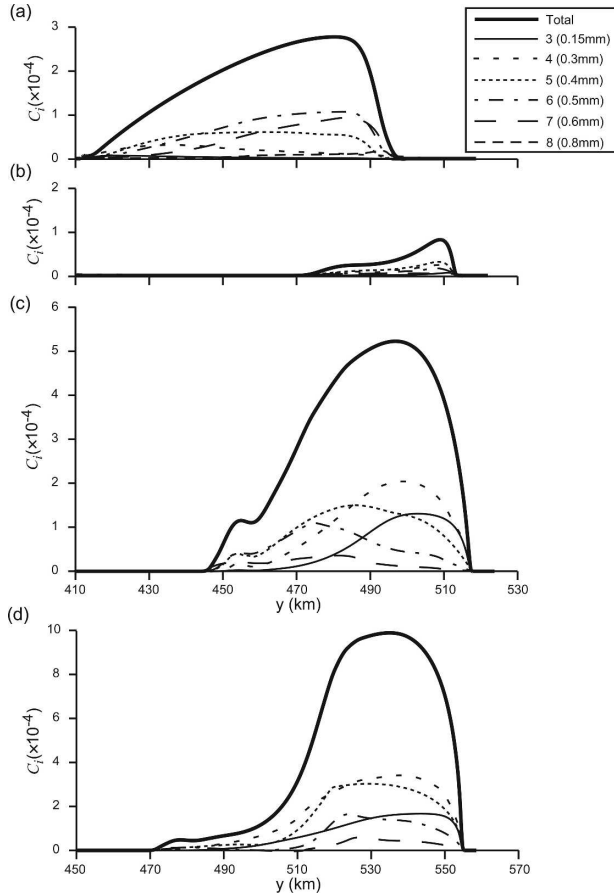 (a)
3
2
1
0
C_i(×10⁻⁴)
Total
3 (0.15mm)
4 (0.3mm)
5 (0.4mm)
6 (0.5mm)
7 (0.6mm)
8 (0.8mm)
(b)
2
1
0
C_i(×10⁻⁴)
(c)
6
5
4
3
2
1
0
C_i(×10⁻⁴)
410 430 450 470 490 510 530
y (km)
(d)
10
8
6
4
2
0
C_i(×10⁻⁴)
450 470 490 510 530 550 570
y (km)